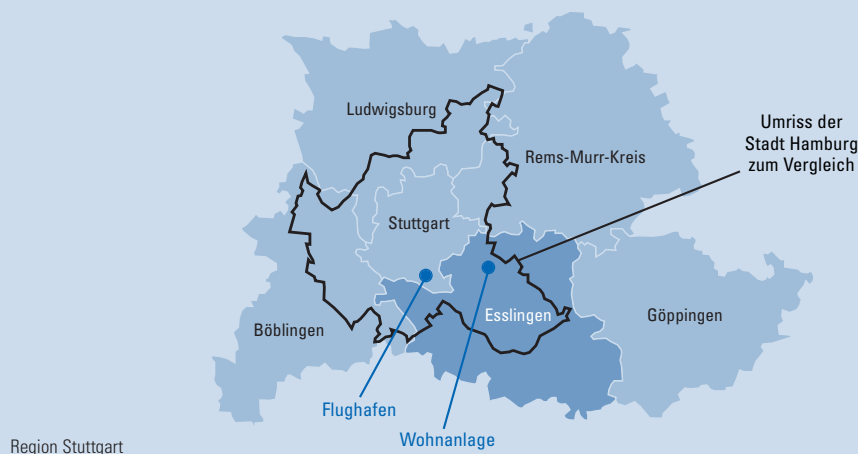 Ludwigsburg
Umriss der
Stadt Hamburg
zum Vergleich
Rems-Murr-Kreis
Stuttgart
Esslingen
Göppingen
Böblingen
Flughafen
Wohnanlage
Region Stuttgart